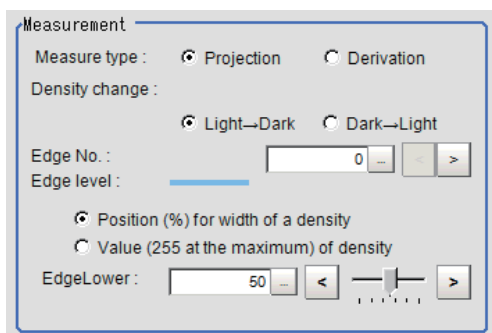 Measurement
Measure type : Projection Derivation
Density change :
Light→Dark Dark→Light
Edge No. : 0 ... < >
Edge level :
Position (%) for width of a density
Value (255 at the maximum) of density
EdgeLower : 50 ... < >